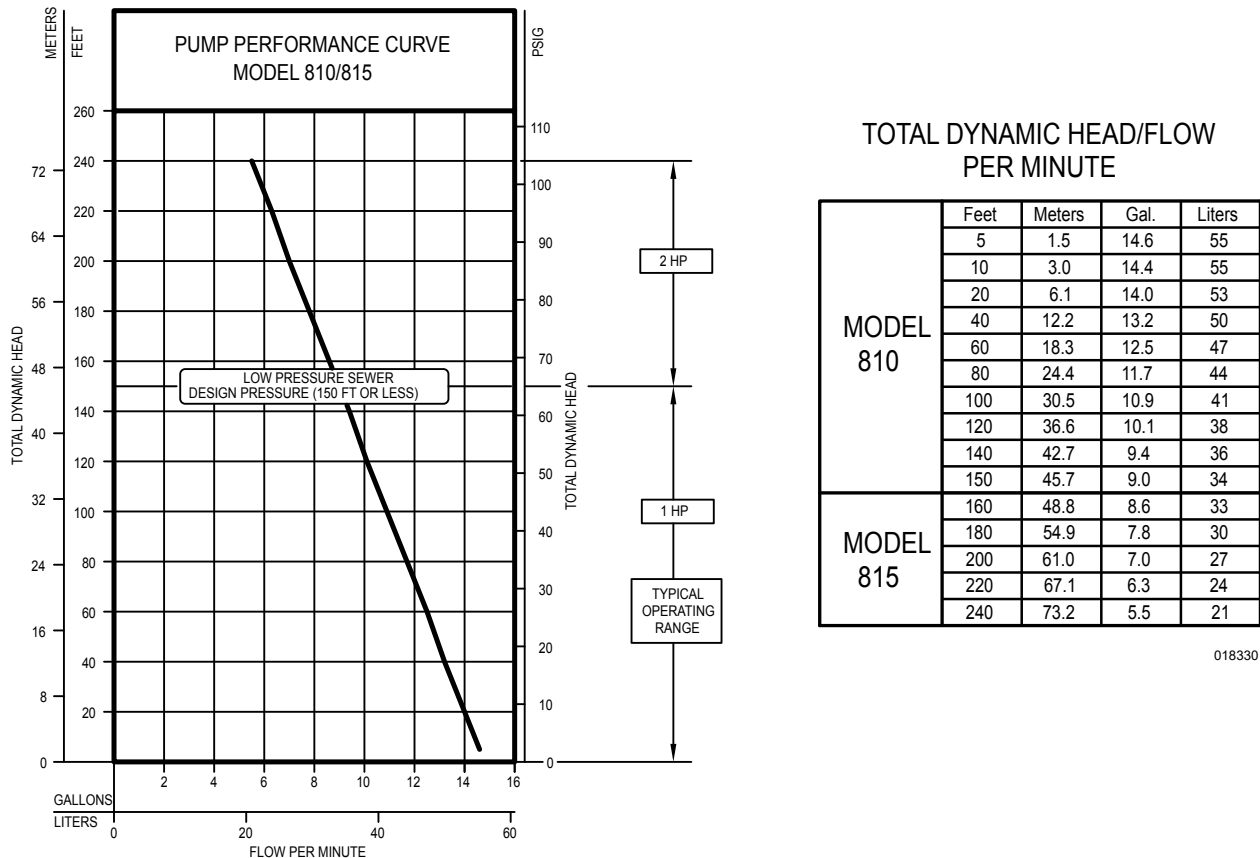 PUMP PERFORMANCE CURVE
MODEL 810/815
METERS
FEET
PSIG
260
240
220
200
180
160
140
120
100
80
60
40
20
72
64
56
48
40
32
24
16
8
0
TOTAL DYNAMIC HEAD
110
100
90
80
70
60
50
40
30
20
10
0
TOTAL DYNAMIC HEAD
LOW PRESSURE SEWER
DESIGN PRESSURE (150 FT OR LESS)
2 HP
1 HP
TYPICAL
OPERATING
RANGE
2 4 6 8 10 12 14 16
GALLONS
LITERS
0 20 40 60
FLOW PER MINUTE
TOTAL DYNAMIC HEAD/FLOW
PER MINUTE
Feet Meters Gal. Liters
MODEL
810
5 1.5 14.6 55
10 3.0 14.4 55
20 6.1 14.0 53
40 12.2 13.2 50
60 18.3 12.5 47
80 24.4 11.7 44
100 30.5 10.9 41
120 36.6 10.1 38
140 42.7 9.4 36
150 45.7 9.0 34
MODEL
815
160 48.8 8.6 33
180 54.9 7.8 30
200 61.0 7.0 27
220 67.1 6.3 24
240 73.2 5.5 21
018330